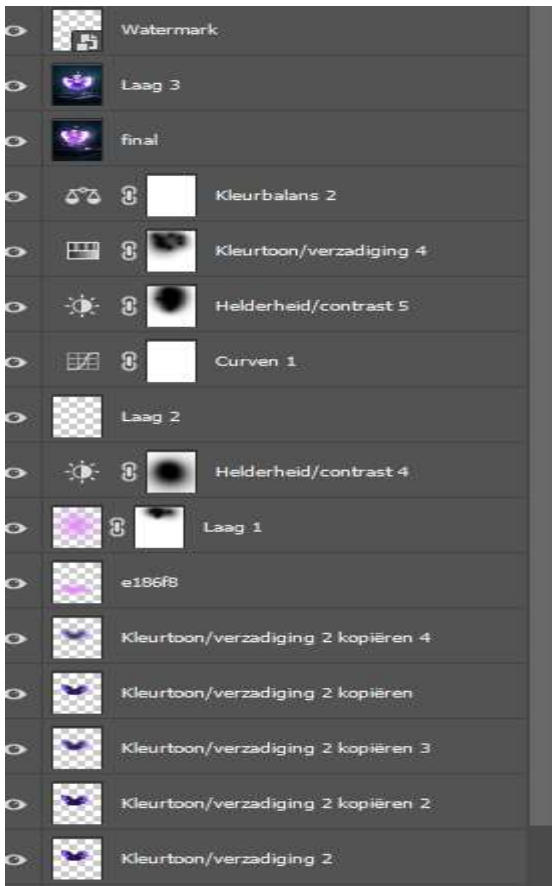 Watermark
Laag 3
final
Kleurbalans 2
Kleurtoon/verzadiging 4
Helderheid/contrast 5
Curven 1
Laag 2
Helderheid/contrast 4
Laag 1
e186f8
Kleurtoon/verzadiging 2 kopiëren 4
Kleurtoon/verzadiging 2 kopiëren
Kleurtoon/verzadiging 2 kopiëren 3
Kleurtoon/verzadiging 2 kopiëren 2
Kleurtoon/verzadiging 2